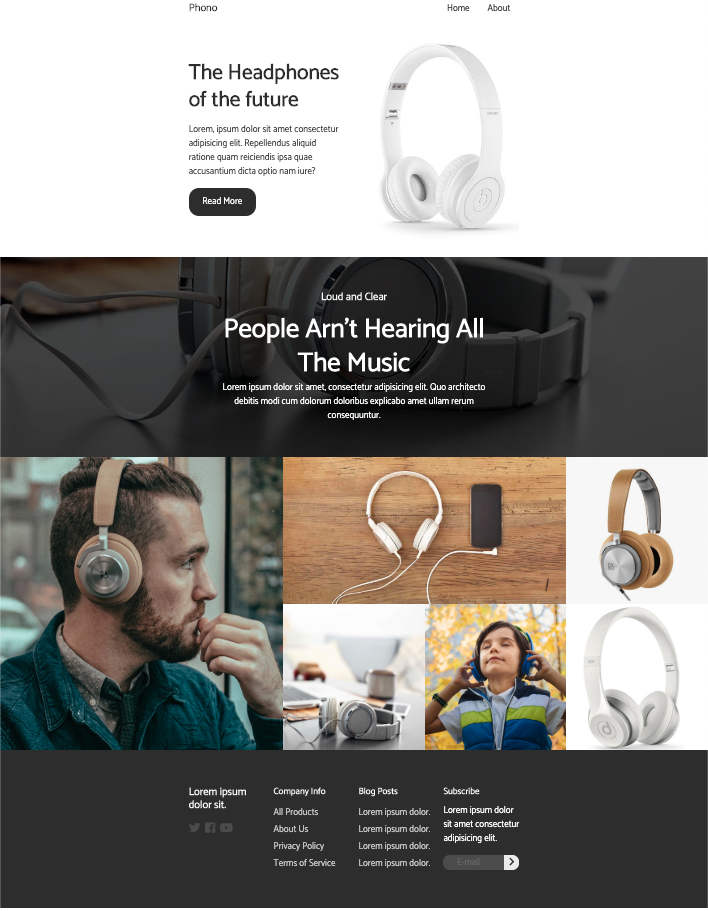 Phono
Home
About
The Headphones
of the future
Lorem, ipsum dolor sit amet consectetur
adipisicing elit. Repellendus aliquid
ratione quam reiciendis ipsa quae
accusantium dicta optio nam iure?
Read More
Loud and Clear
People Arn't Hearing All
The Music
Lorem ipsum dolor sit amet, consectetur adipisicing elit. Quo architecto
debitis modi cum dolorum doloribus explicabo amet ullam rerum
consequuntur.
Lorem ipsum
dolor sit.
Company Info
All Products
About Us
Privacy Policy
Terms of Service
Blog Posts
Lorem ipsum dolor.
Lorem ipsum dolor.
Lorem ipsum dolor.
Lorem ipsum dolor.
Subscribe
Lorem ipsum dolor
sit amet consectetur
adipisicing elit.
E-mail